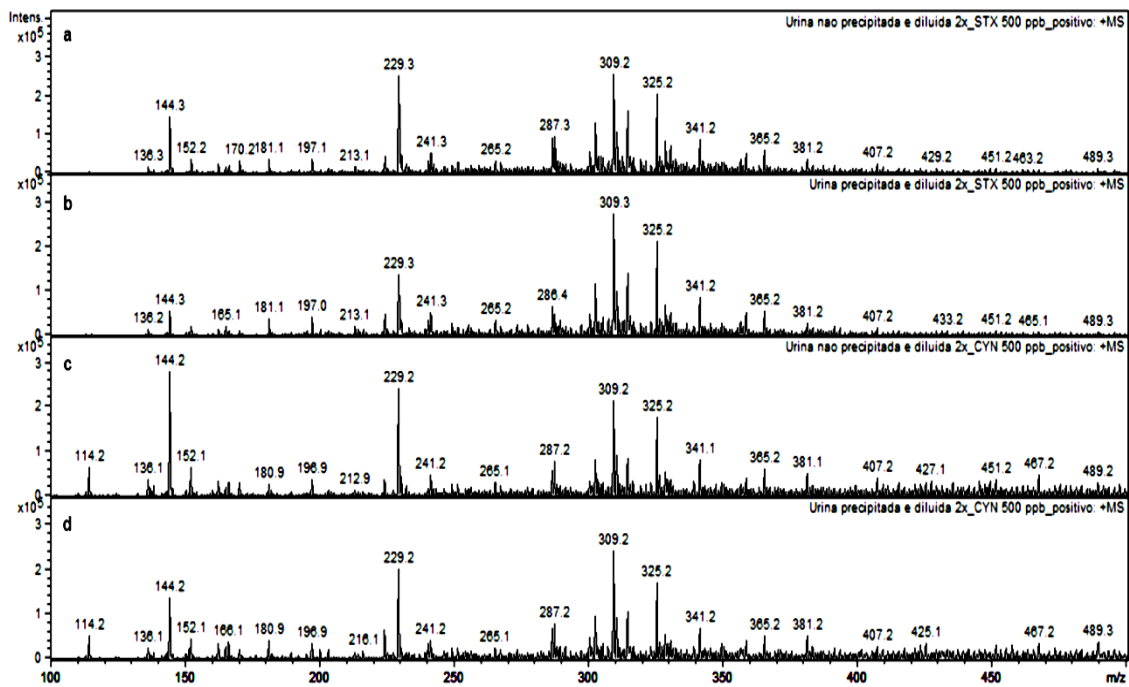 Intens.
x10⁵
a
Urina nao precipitada e diluida 2x_STX 500 ppb_positivo: +MS
3
2
1
0
136.3 144.3 152.2 170.2 181.1 197.1 213.1 229.3 241.3 265.2 287.3 309.2 325.2 341.2 365.2 381.2 407.2 429.2 451.2 463.2 489.3
x10⁵
b
Urina nao precipitada e diluida 2x_STX 500 ppb_positivo: +MS
3
2
1
0
136.2 144.3 165.1 181.1 197.0 213.1 229.3 241.3 265.2 286.4 309.3 325.2 341.2 365.2 381.2 407.2 433.2 451.2 465.1 489.3
x10⁵
c
Urina nao precipitada e diluida 2x_CYN 500 ppb_positivo: +MS
3
2
1
0
114.2 136.1 144.2 152.1 180.9 196.9 212.9 229.2 241.2 265.1 287.2 309.2 325.2 341.1 365.2 381.1 407.2 427.1 451.2 467.2 489.2
x10⁵
d
Urina precipitada e diluida 2x_CYN 500 ppb_positivo: +MS
3
2
1
0
114.2 136.1 144.2 152.1 166.1 180.9 196.9 216.1 229.2 241.2 265.1 287.2 309.2 325.2 341.2 365.2 381.2 407.2 425.1 467.2 489.3
100 150 200 250 300 350 400 450 m/z